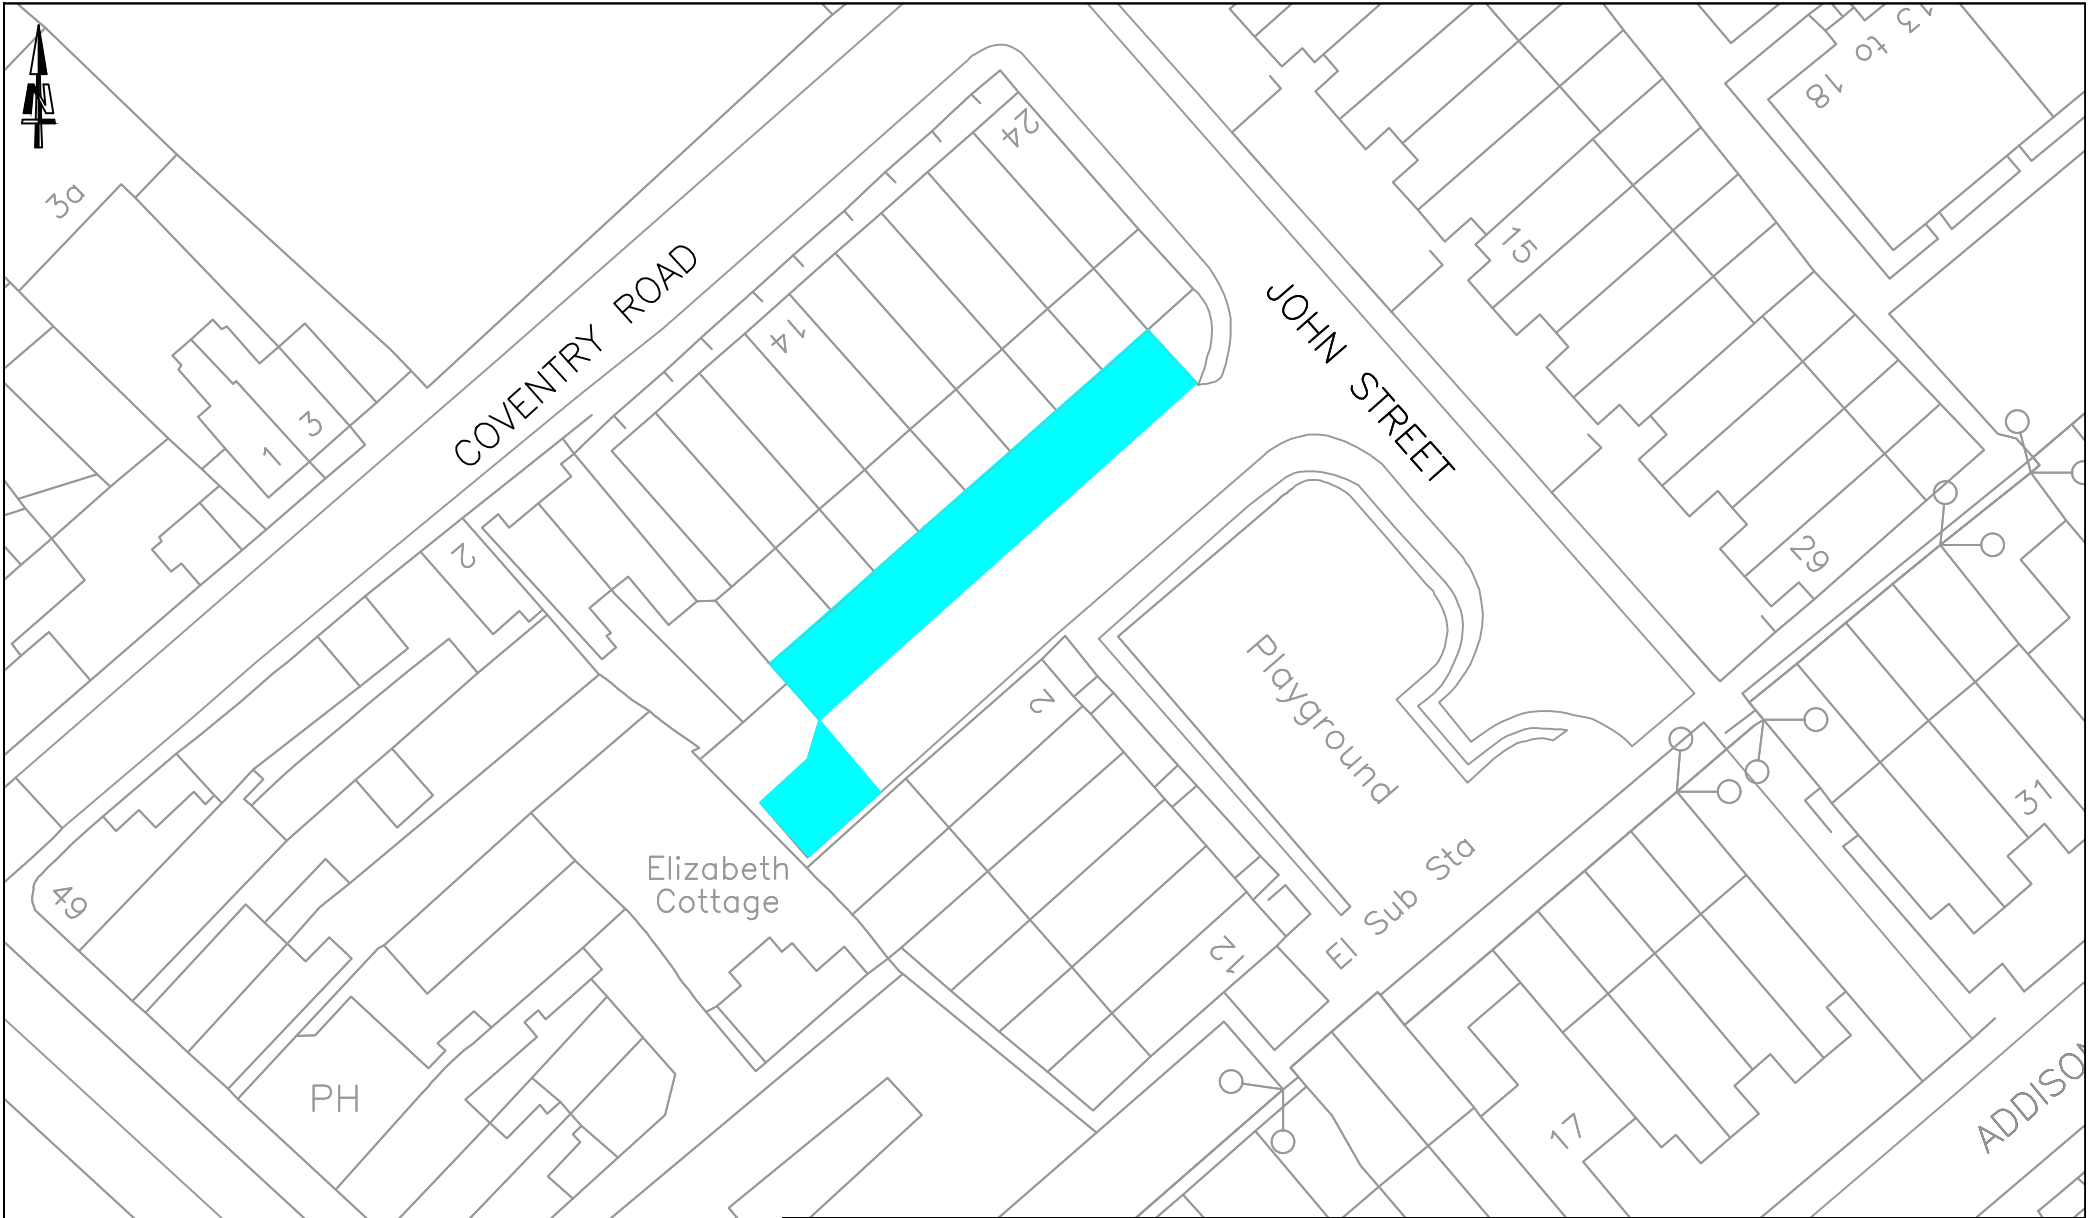 N
13 to
18
3a
24
COVENTRY ROAD
15
JOHN STREET
14
1
3
2
29
Playground
2
31
49
Elizabeth
Cottage
El Sub Sta
12
PH
17
ADDISON